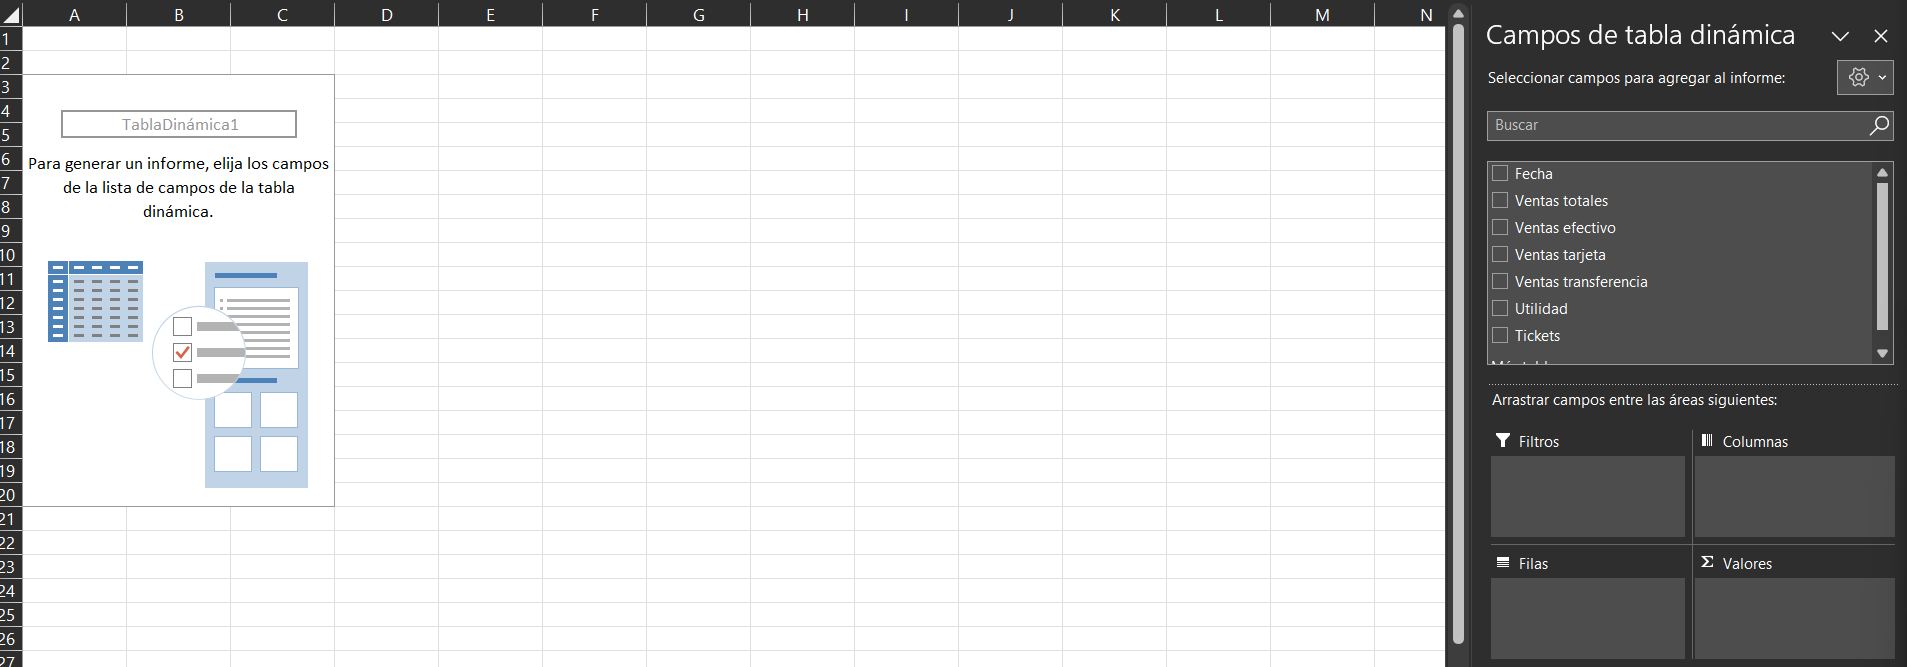 A B C D E F G H I J K L M N
1
2
3
4
5
6
7
8
9
10
11
12
13
14
15
16
17
18
19
20
21
22
23
24
25
26
27
TablaDinámica1
Para generar un informe, elija los campos
de la lista de campos de la tabla
dinámica.
Campos de tabla dinámica
Seleccionar campos para agregar al informe:
Buscar
Fecha
Ventas totales
Ventas efectivo
Ventas tarjeta
Ventas transferencia
Utilidad
Tickets
Arrastrar campos entre las áreas siguientes:
Filtros
Columnas
Filas
Σ Valores